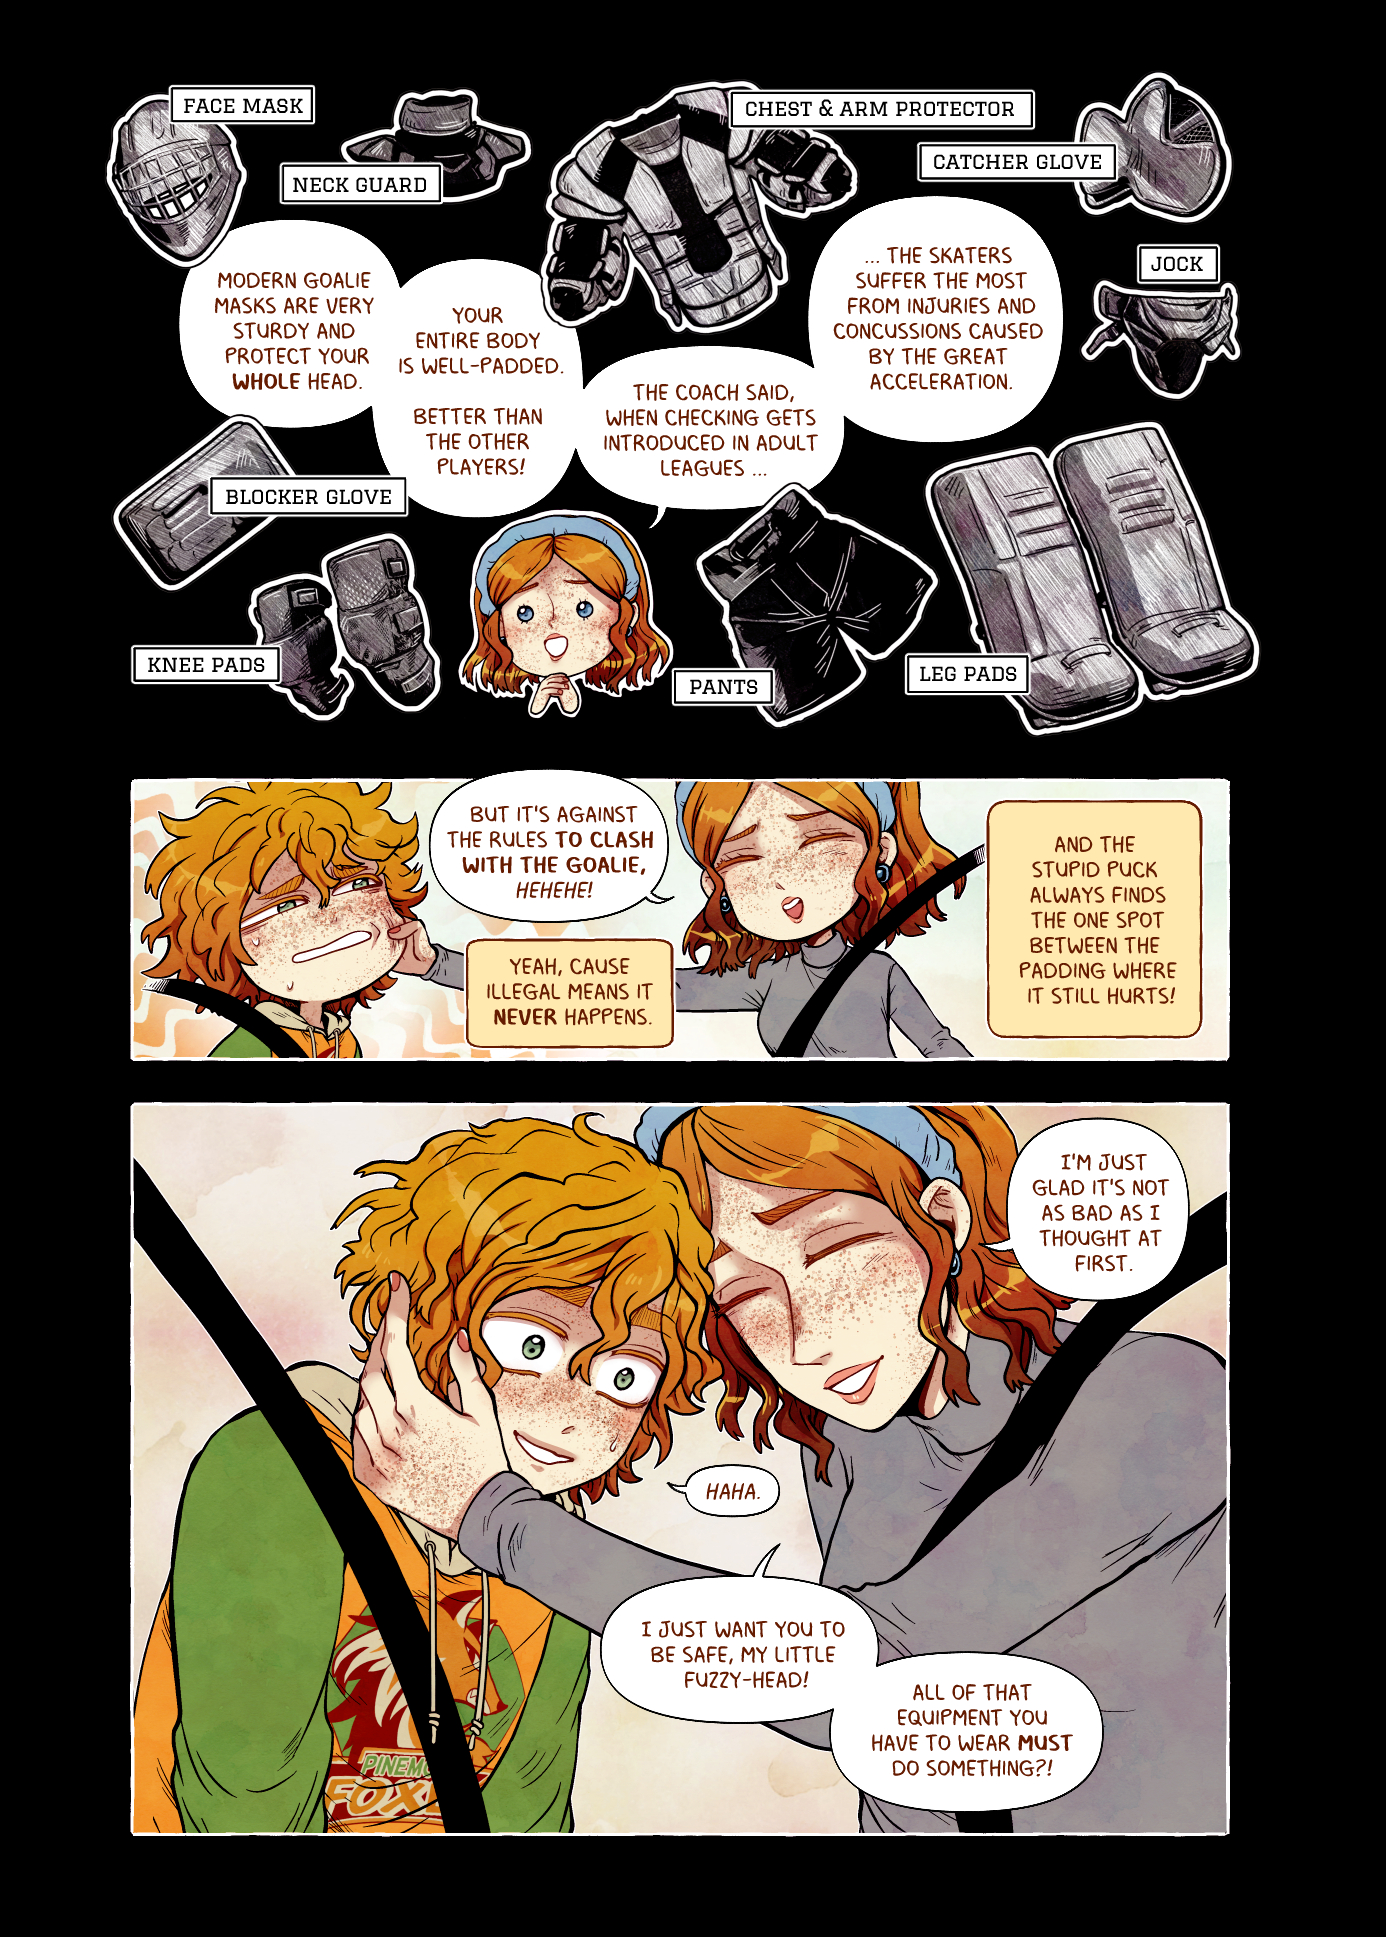 FACE MASK
NECK GUARD
CHEST & ARM PROTECTOR
CATCHER GLOVE
JOCK
MODERN GOALIE
MASKS ARE VERY
STURDY AND
PROTECT YOUR
WHOLE HEAD.
YOUR
ENTIRE BODY
IS WELL-PADDED.
BETTER THAN
THE OTHER
PLAYERS!
THE COACH SAID,
WHEN CHECKING GETS
INTRODUCED IN ADULT
LEAGUES ...
... THE SKATERS
SUFFER THE MOST
FROM INJURIES AND
CONCUSSIONS CAUSED
BY THE GREAT
ACCELERATION.
BLOCKER GLOVE
KNEE PADS
PANTS
LEG PADS
BUT IT'S AGAINST
THE RULES TO CLASH
WITH THE GOALIE,
HEHEHE!
YEAH, CAUSE
ILLEGAL MEANS IT
NEVER HAPPENS.
AND THE
STUPID PUCK
ALWAYS FINDS
THE ONE SPOT
BETWEEN THE
PADDING WHERE
IT STILL HURTS!
I'M JUST
GLAD IT'S NOT
AS BAD AS I
THOUGHT AT
FIRST.
HAHA.
I JUST WANT YOU TO
BE SAFE, MY LITTLE
FUZZY-HEAD!
ALL OF THAT
EQUIPMENT YOU
HAVE TO WEAR MUST
DO SOMETHING?!